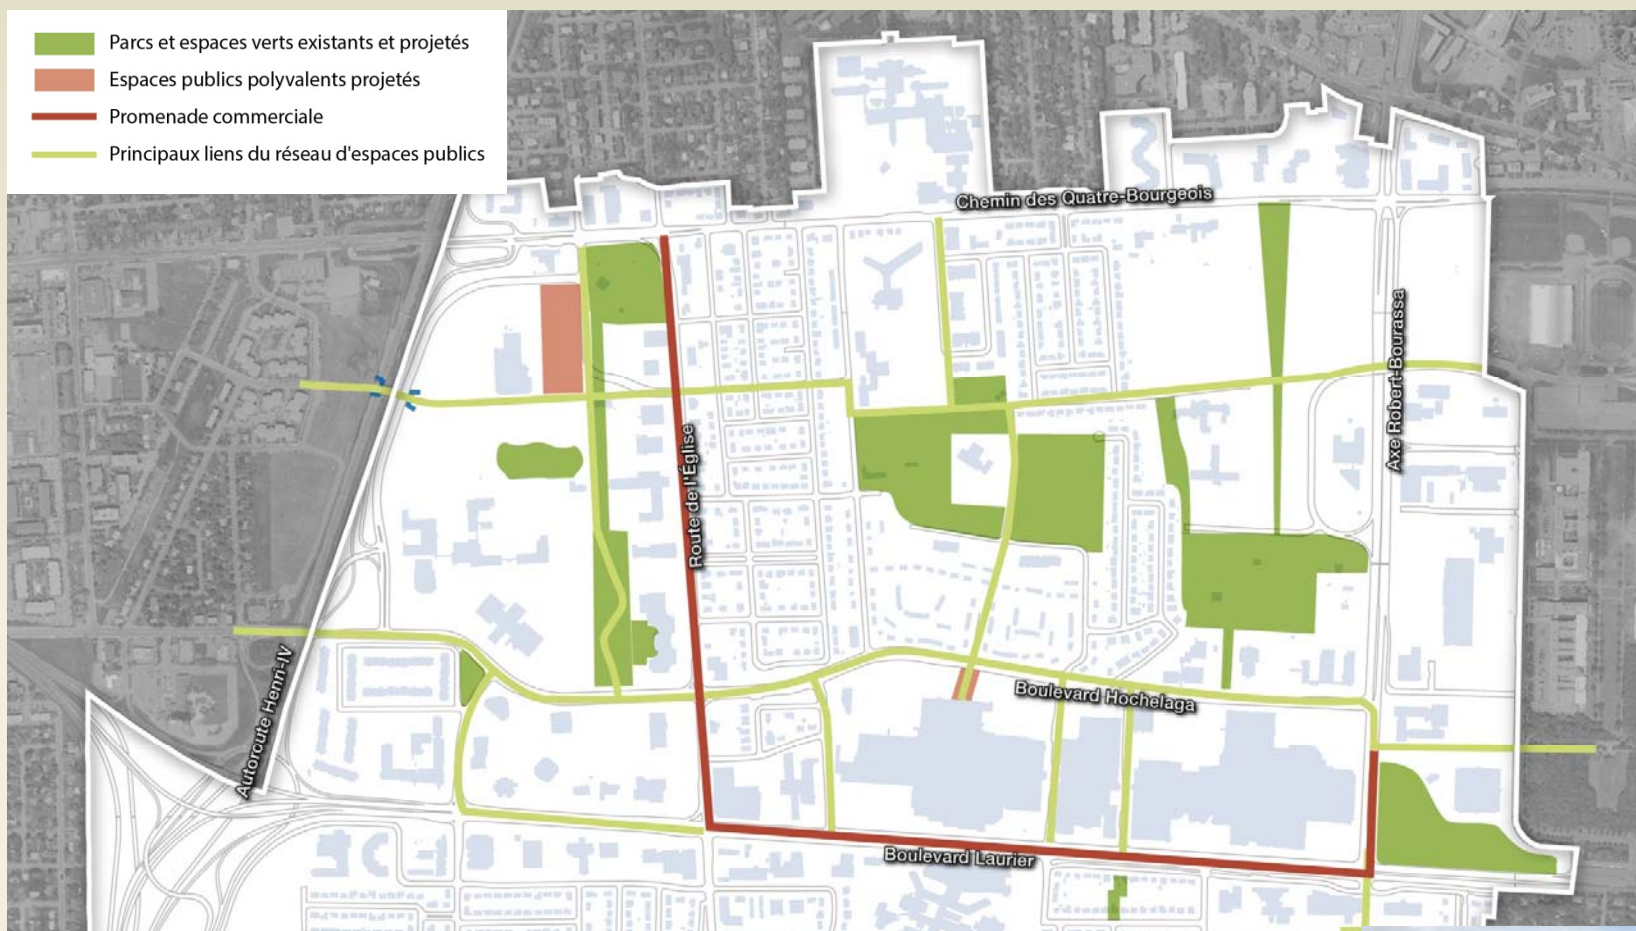 Parcs et espaces verts existants et projetés
Espaces publics polyvalents projetés
Promenade commerciale
Principaux liens du réseau d'espaces publics
Chemin des Quatre-Bourgeois
Axe Robert-Bourassa
Route de l'Église
Autoroute Henri-IV
Boulevard Hochelaga
Boulevard Laurier